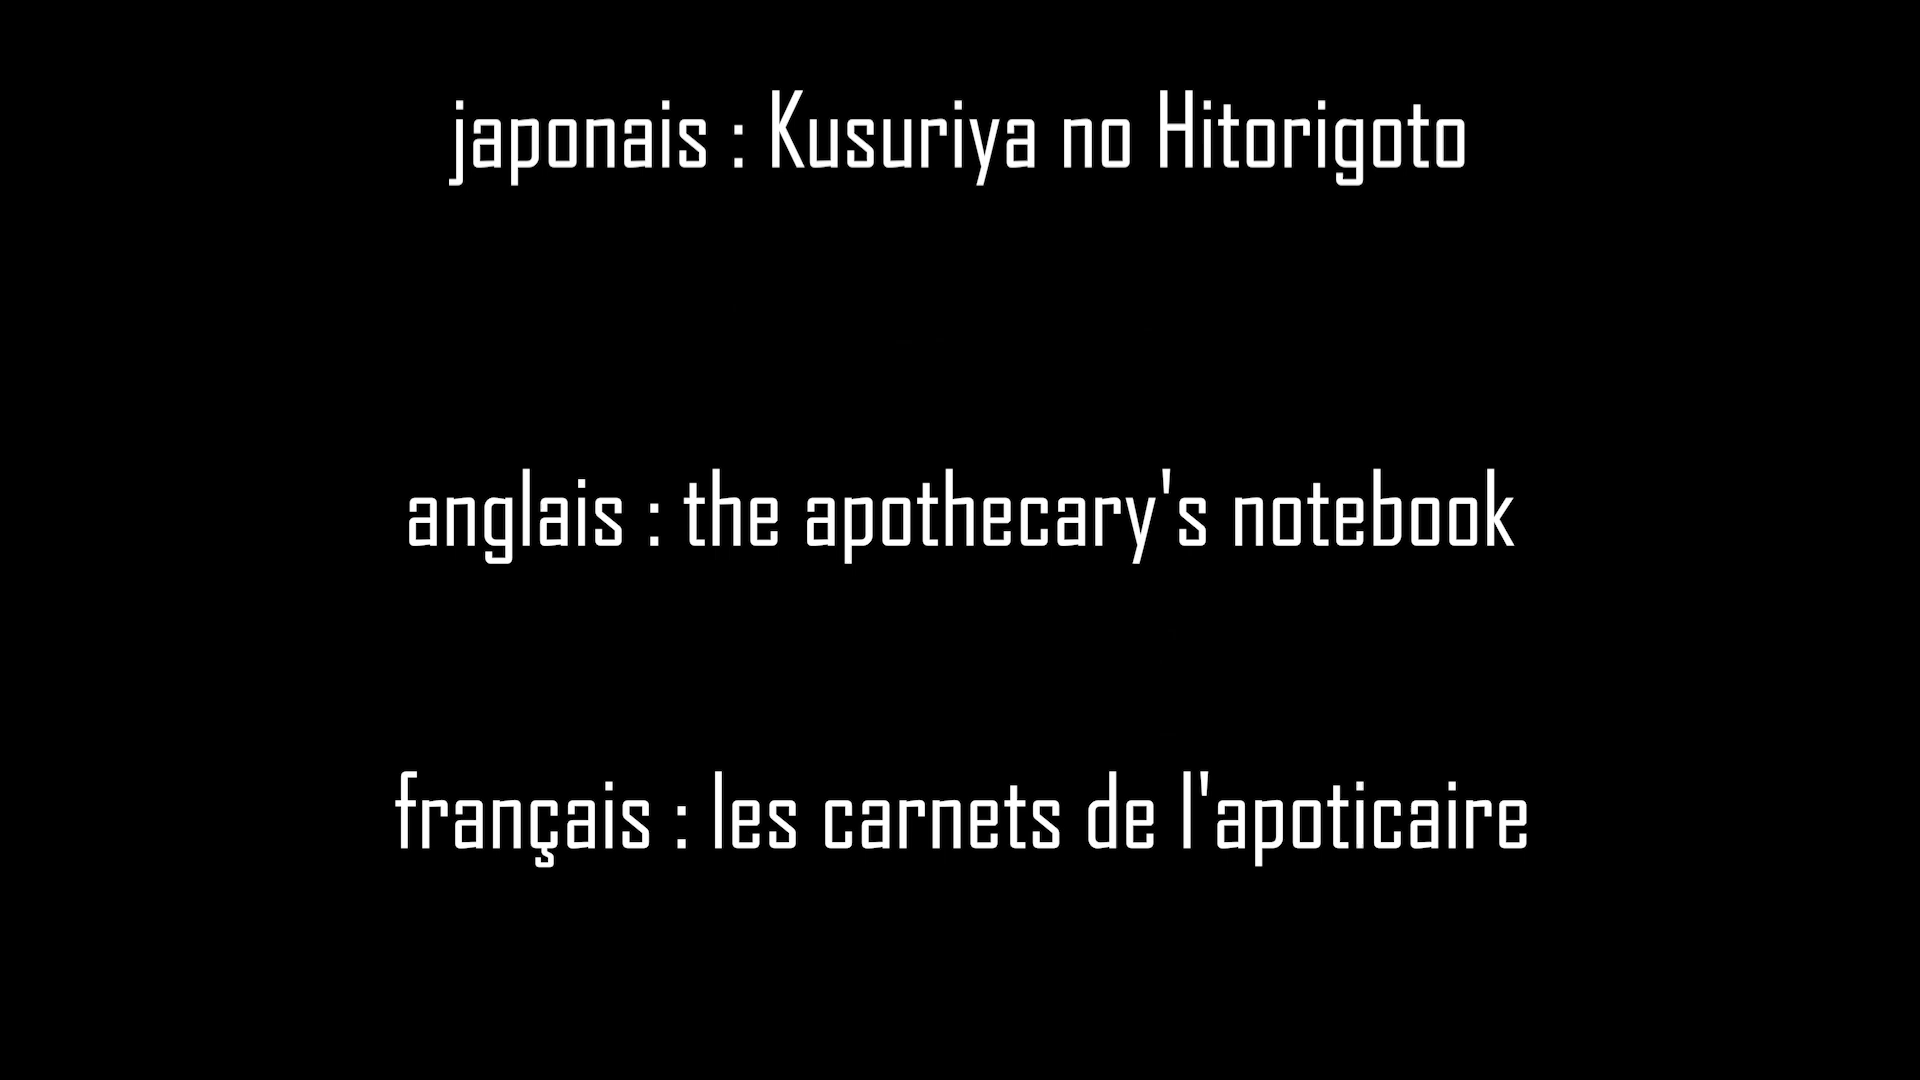 japonais : Kusuriya no Hitorigoto
anglais : the apothecary's notebook
français : les carnets de l'apoticaire